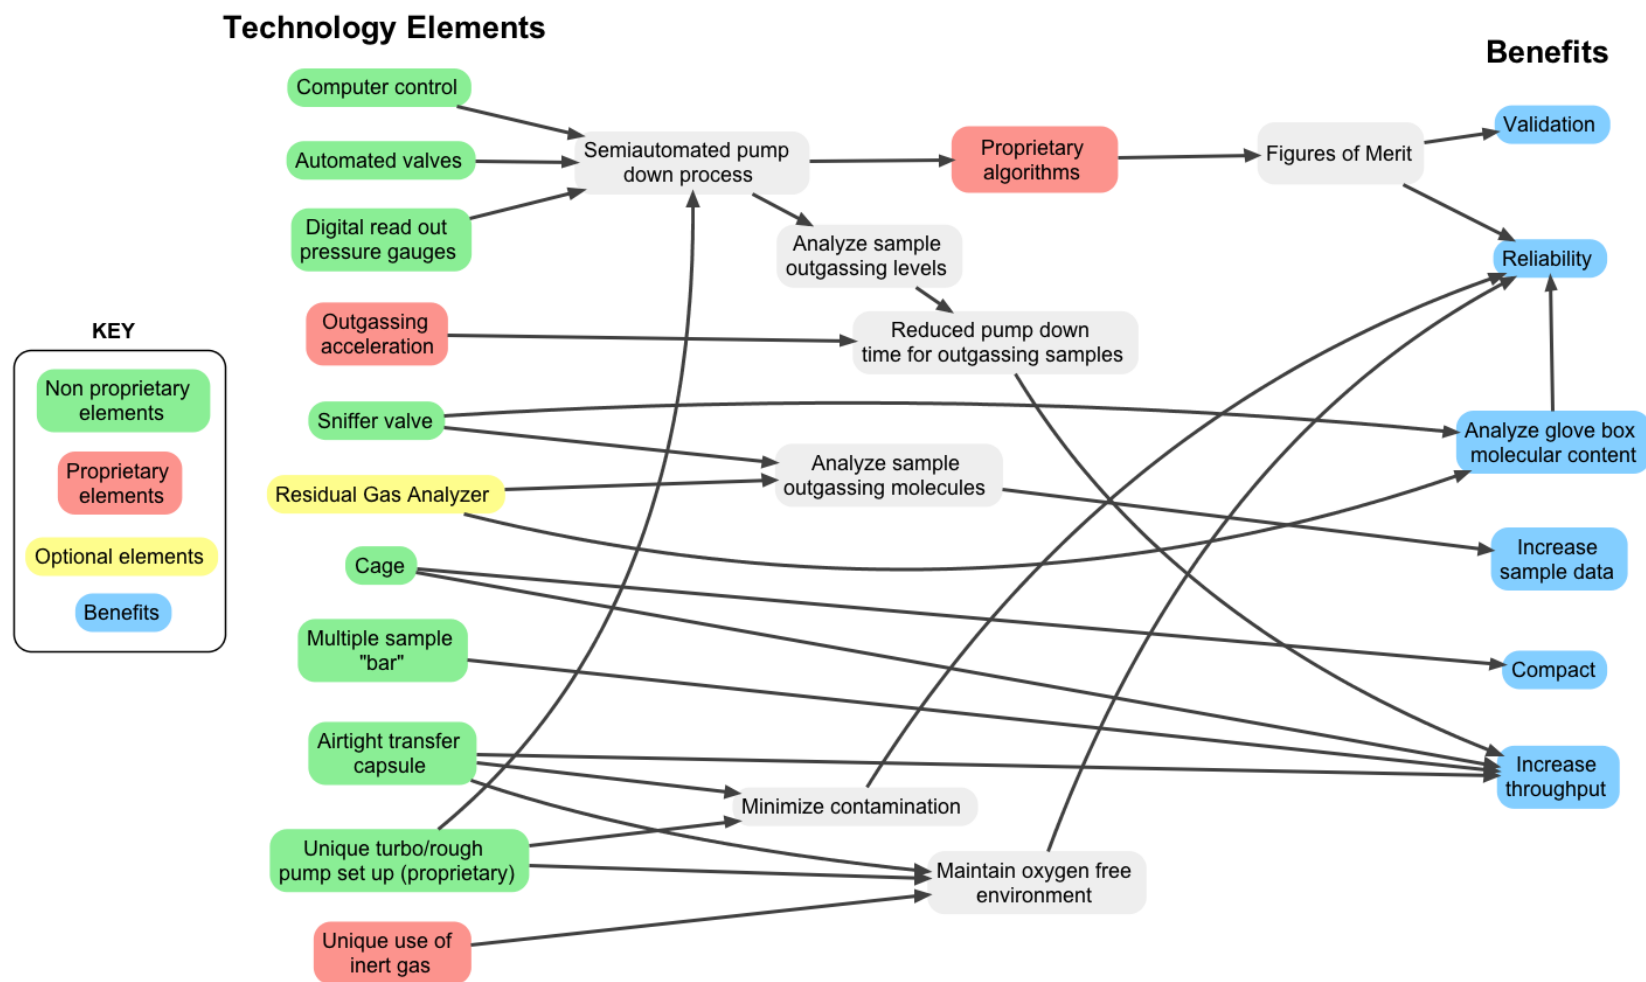 Technology Elements
Benefits
Computer control
Automated valves
Digital read out
pressure gauges
Outgassing
acceleration
Sniffer valve
Residual Gas Analyzer
Cage
Multiple sample
"bar"
Airtight transfer
capsule
Unique turbo/rough
pump set up (proprietary)
Unique use of
inert gas
Semiautomated pump
down process
Analyze sample
outgassing levels
Reduced pump down
time for outgassing samples
Analyze sample
outgassing molecules
Minimize contamination
Maintain oxygen free
environment
Proprietary
algorithms
Figures of Merit
Validation
Reliability
Analyze glove box
molecular content
Increase
sample data
Compact
Increase
throughput
KEY
Non proprietary
elements
Proprietary
elements
Optional elements
Benefits